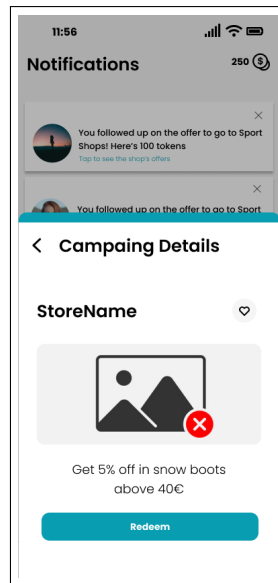 11:56
Notifications
250 $
You followed up on the offer to go to Sport
Shops! Here's 100 tokens
Tap to see the shop's offers
You followed up on the offer to go to Sport
Campaing Details
StoreName
Get 5% off in snow boots
above 40€
Redeem